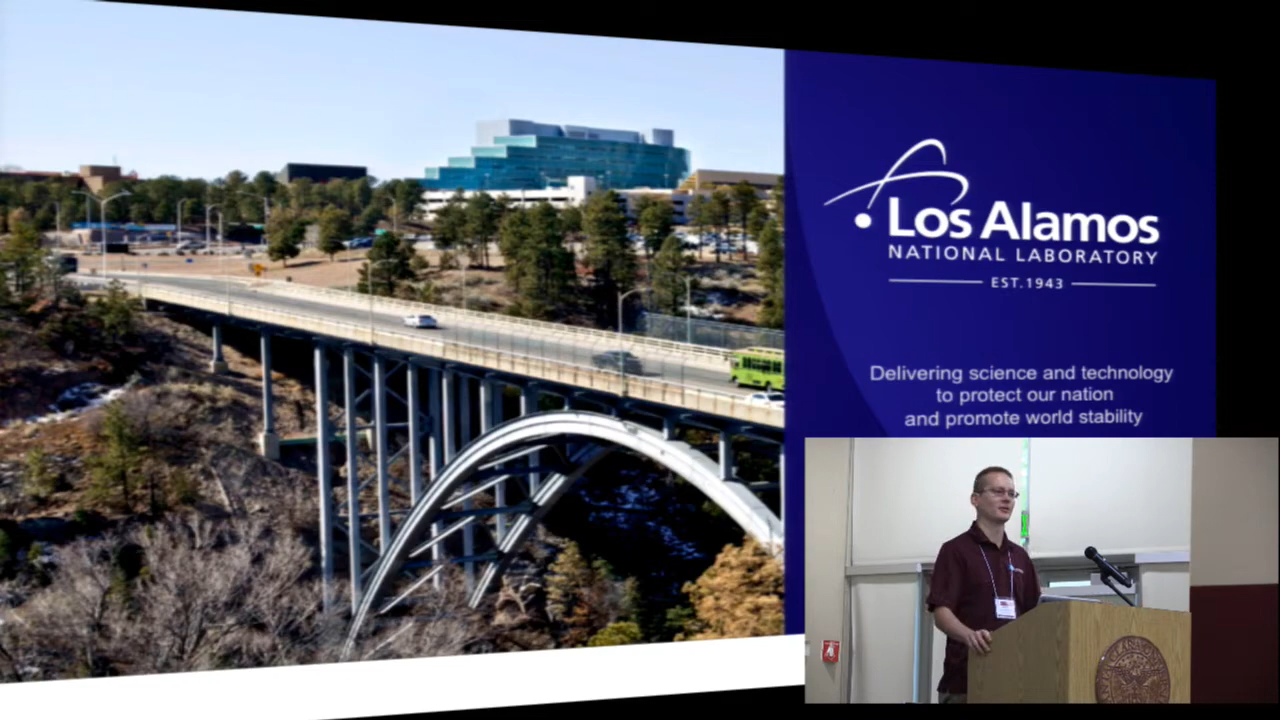 Los Alamos
NATIONAL LABORATORY
EST.1943
Delivering science and technology
to protect our nation
and promote world stability